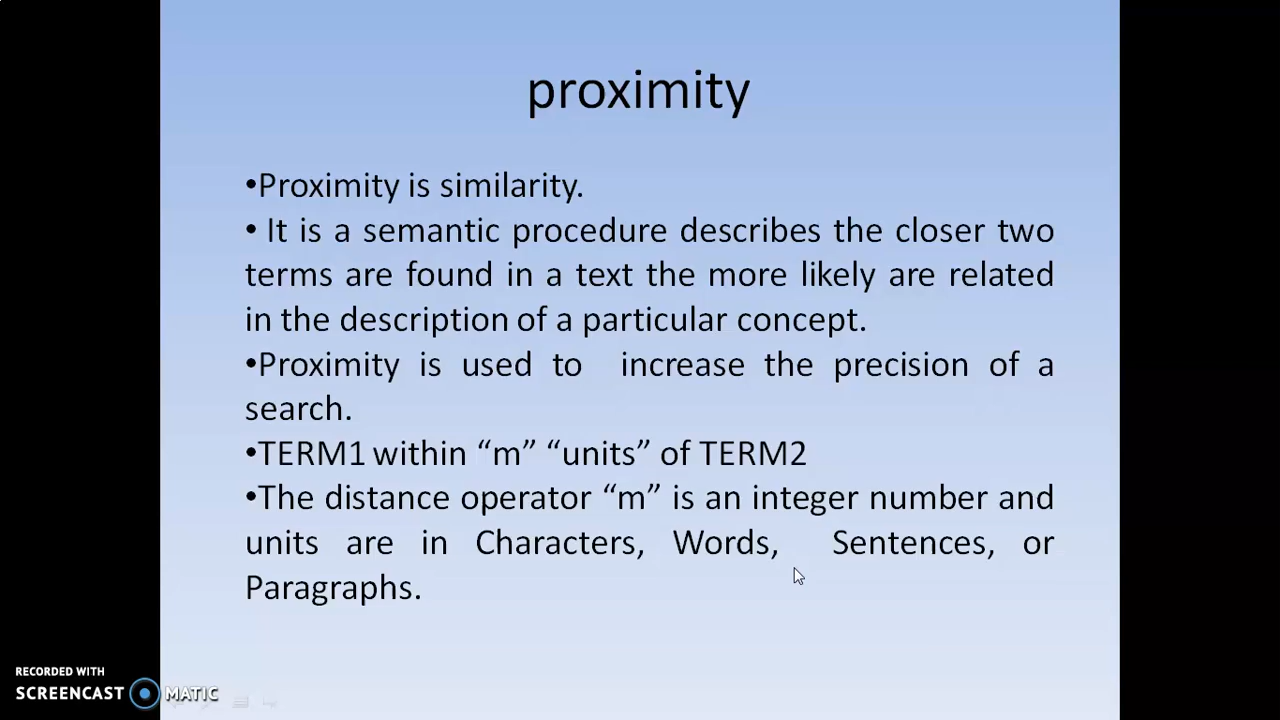 proximity
•Proximity is similarity.
• It is a semantic procedure describes the closer two
terms are found in a text the more likely are related
in the description of a particular concept.
•Proximity is used to increase the precision of a
search.
•TERM1 within “m” “units” of TERM2
•The distance operator “m” is an integer number and
units are in Characters, Words, Sentences, or
Paragraphs.
RECORDED WITH
SCREENCAST MATIC